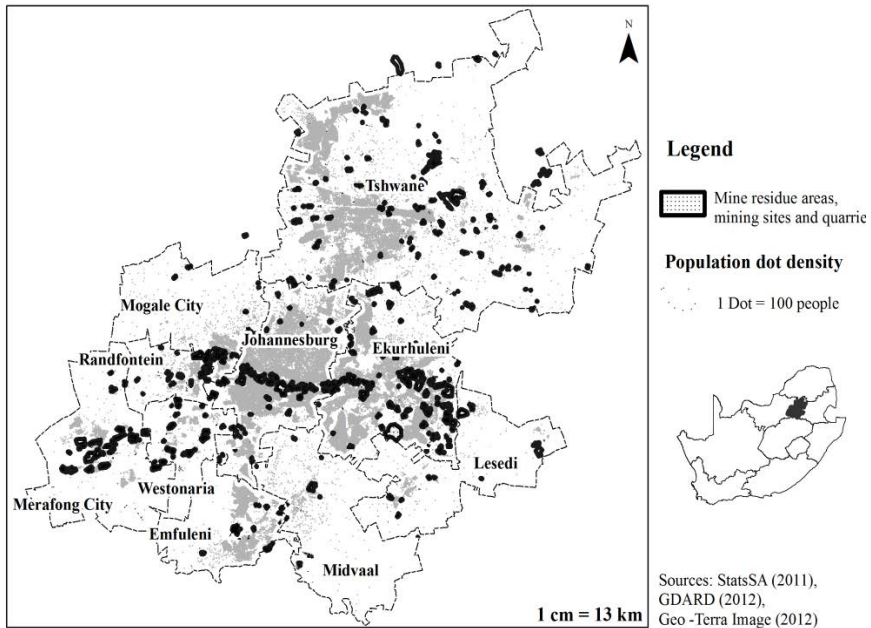 N
Tshwane
Mogale City
Johannesburg
Ekurhuleni
Randfontein
Lesedi
Westonaria
Merafong City
Emfuleni
Midvaal
1 cm = 13 km
Legend
Mine residue areas,
mining sites and quarrie
Population dot density
1 Dot = 100 people
Sources: StatsSA (2011),
GDARD (2012),
Geo -Terra Image (2012)